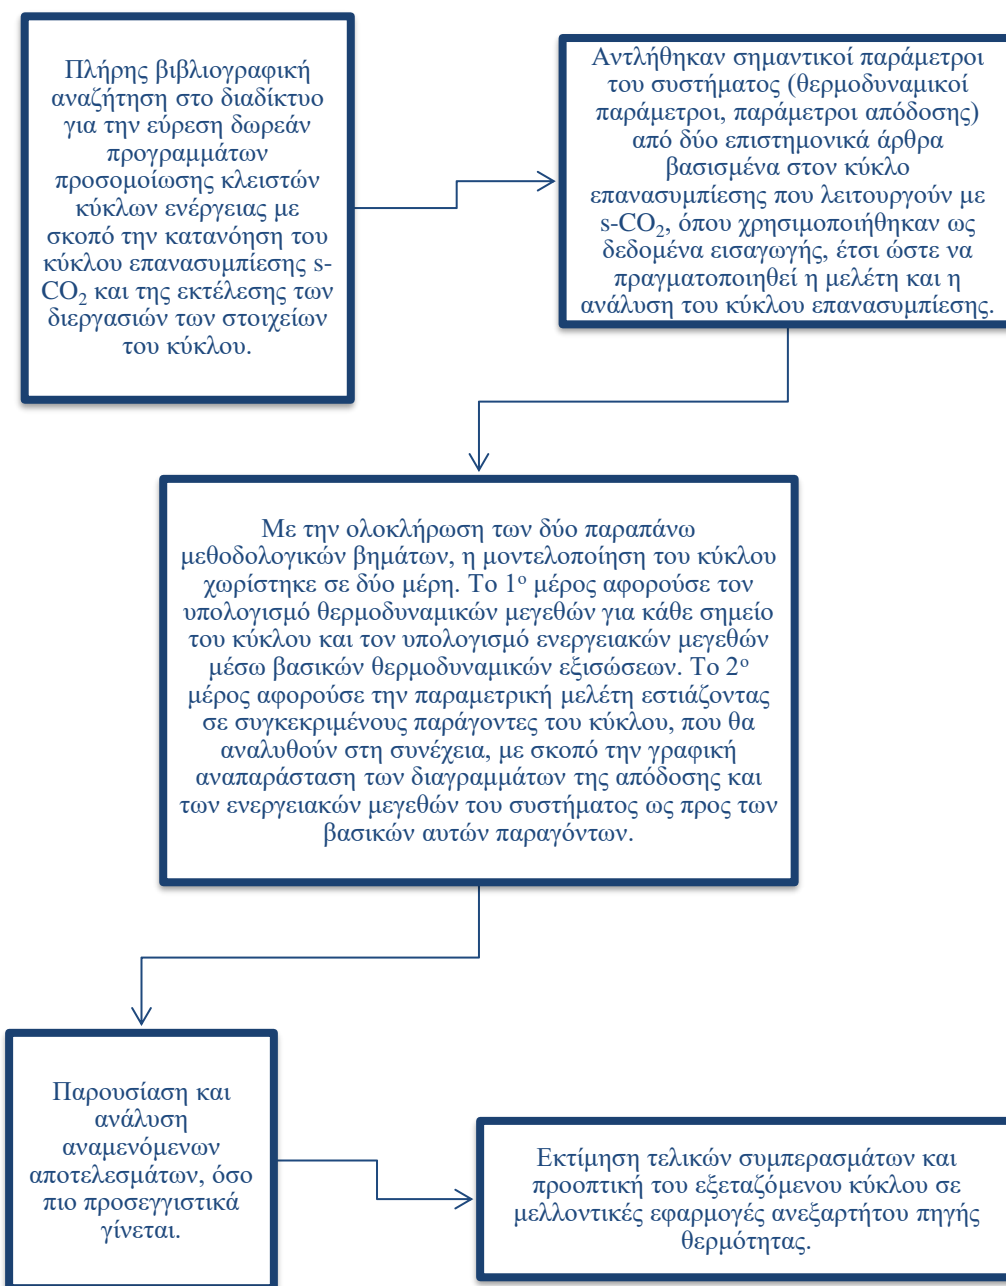 Πλήρης βιβλιογραφική
αναζήτηση στο διαδίκτυο
για την εύρεση δωρεάν
προγραμμάτων
προσομοίωσης κλειστών
κύκλων ενέργειας με
σκοπό την κατανόηση του
κύκλου επανασυμπίεσης s-
CO₂ και της εκτέλεσης των
διεργασιών των στοιχείων
του κύκλου.
Αντλήθηκαν σημαντικοί παράμετροι
του συστήματος (θερμοδυναμικοί
παράμετροι, παράμετροι απόδοσης)
από δύο επιστημονικά άρθρα
βασισμένα στον κύκλο
επανασυμπίεσης που λειτουργούν με
s-CO₂, όπου χρησιμοποιήθηκαν ως
δεδομένα εισαγωγής, έτσι ώστε να
πραγματοποιηθεί η μελέτη και η
ανάλυση του κύκλου επανασυμπίεσης.
Με την ολοκλήρωση των δύο παραπάνω
μεθοδολογικών βημάτων, η μοντελοποίηση του κύκλου
χωρίστηκε σε δύο μέρη. Το 1ᵒ μέρος αφορούσε τον
υπολογισμό θερμοδυναμικών μεγεθών για κάθε σημείο
του κύκλου και τον υπολογισμό ενεργειακών μεγεθών
μέσω βασικών θερμοδυναμικών εξισώσεων. Το 2ᵒ
μέρος αφορούσε την παραμετρική μελέτη εστιάζοντας
σε συγκεκριμένους παράγοντες του κύκλου, που θα
αναλυθούν στη συνέχεια, με σκοπό την γραφική
αναπαράσταση των διαγραμμάτων της απόδοσης και
των ενεργειακών μεγεθών του συστήματος ως προς των
βασικών αυτών παραγόντων.
Παρουσίαση και
ανάλυση
αναμενόμενων
αποτελεσμάτων, όσο
πιο προσεγγιστικά
γίνεται.
Εκτίμηση τελικών συμπερασμάτων και
προοπτική του εξεταζόμενου κύκλου σε
μελλοντικές εφαρμογές ανεξαρτήτου πηγής
θερμότητας.